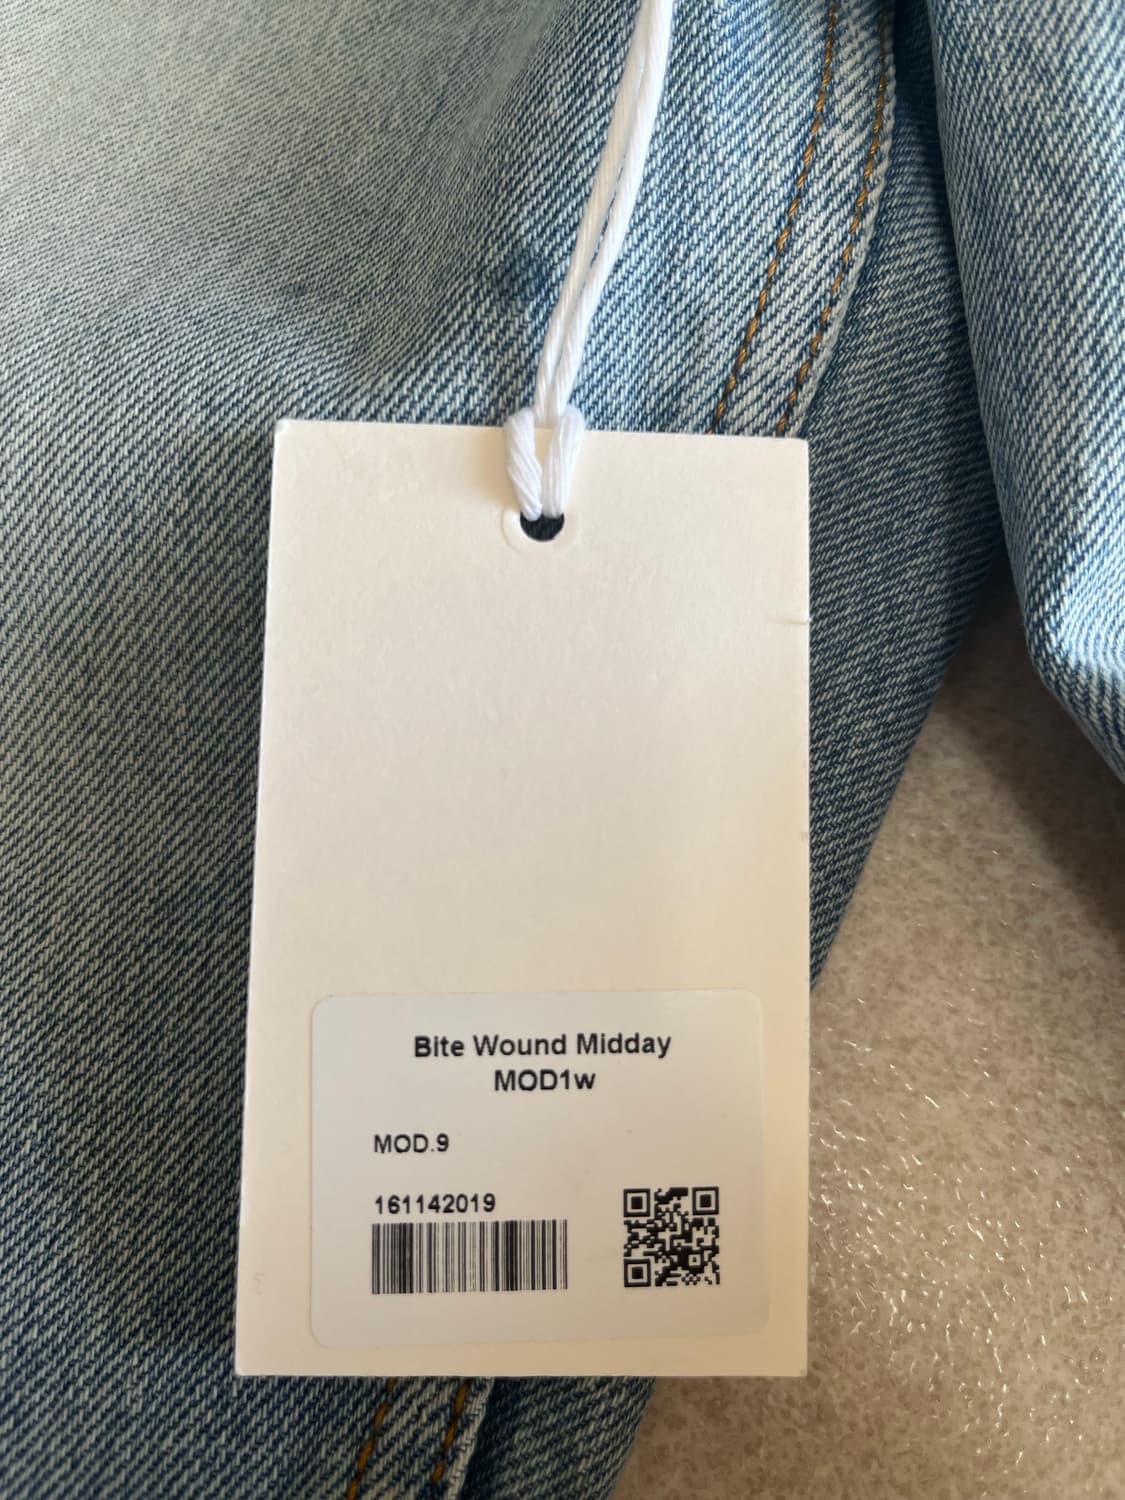 Bite Wound Midday
MOD1w
MOD.9
161142019